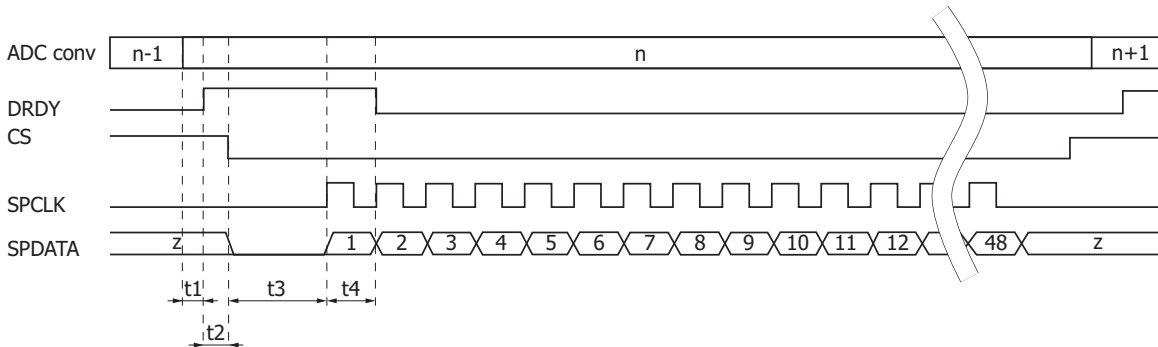 ADC conv n-1 n n+1
DRDY
CS
SPCLK
SPDATA z 1 2 3 4 5 6 7 8 9 10 11 12 48 z
t1 t3 t4
t2